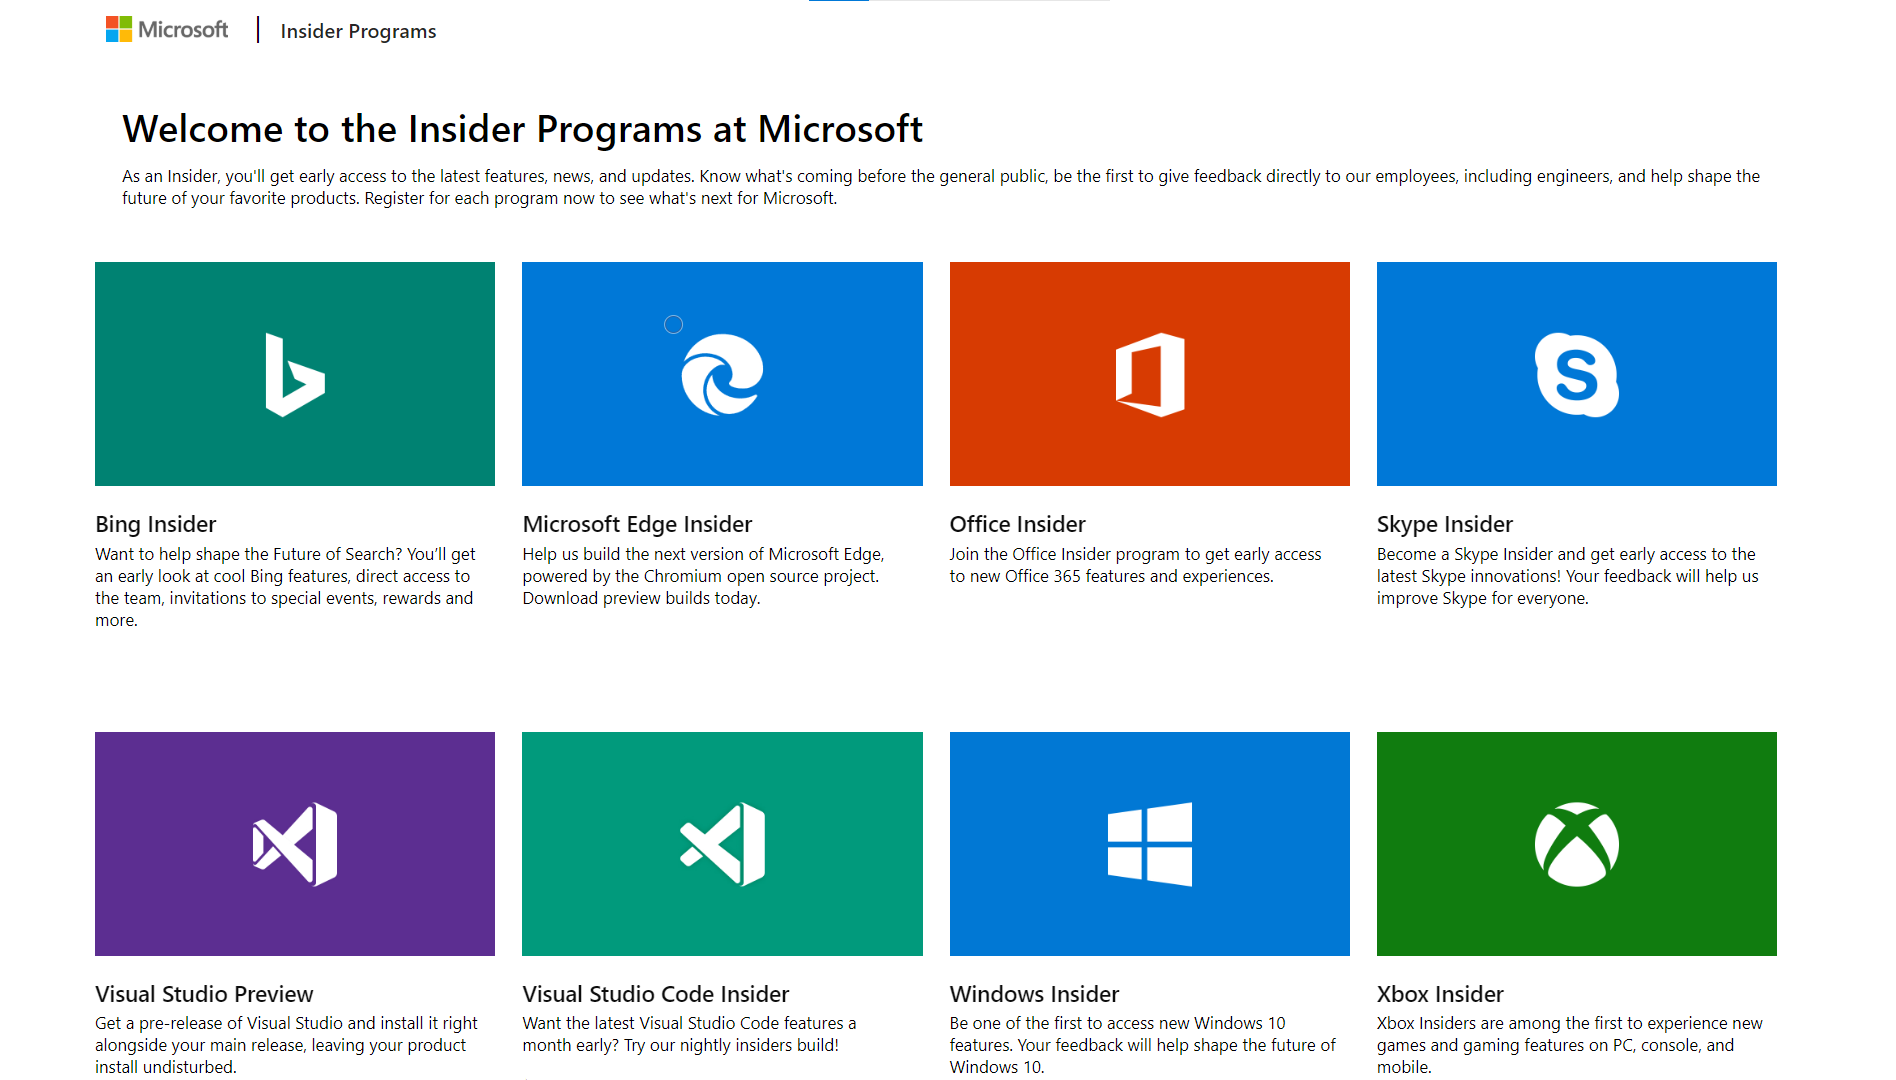 Microsoft
Insider Programs
Welcome to the Insider Programs at Microsoft
As an Insider, you'll get early access to the latest features, news, and updates. Know what's coming before the general public, be the first to give feedback directly to our employees, including engineers, and help shape the
future of your favorite products. Register for each program now to see what's next for Microsoft.
Bing Insider
Want to help shape the Future of Search? You’ll get
an early look at cool Bing features, direct access to
the team, invitations to special events, rewards and
more.
Microsoft Edge Insider
Help us build the next version of Microsoft Edge,
powered by the Chromium open source project.
Download preview builds today.
Office Insider
Join the Office Insider program to get early access
to new Office 365 features and experiences.
Skype Insider
Become a Skype Insider and get early access to the
latest Skype innovations! Your feedback will help us
improve Skype for everyone.
Visual Studio Preview
Get a pre-release of Visual Studio and install it right
alongside your main release, leaving your product
install undisturbed.
Visual Studio Code Insider
Want the latest Visual Studio Code features a
month early? Try our nightly insiders build!
Windows Insider
Be one of the first to access new Windows 10
features. Your feedback will help shape the future of
Windows 10.
Xbox Insider
Xbox Insiders are among the first to experience new
games and gaming features on PC, console, and
mobile.